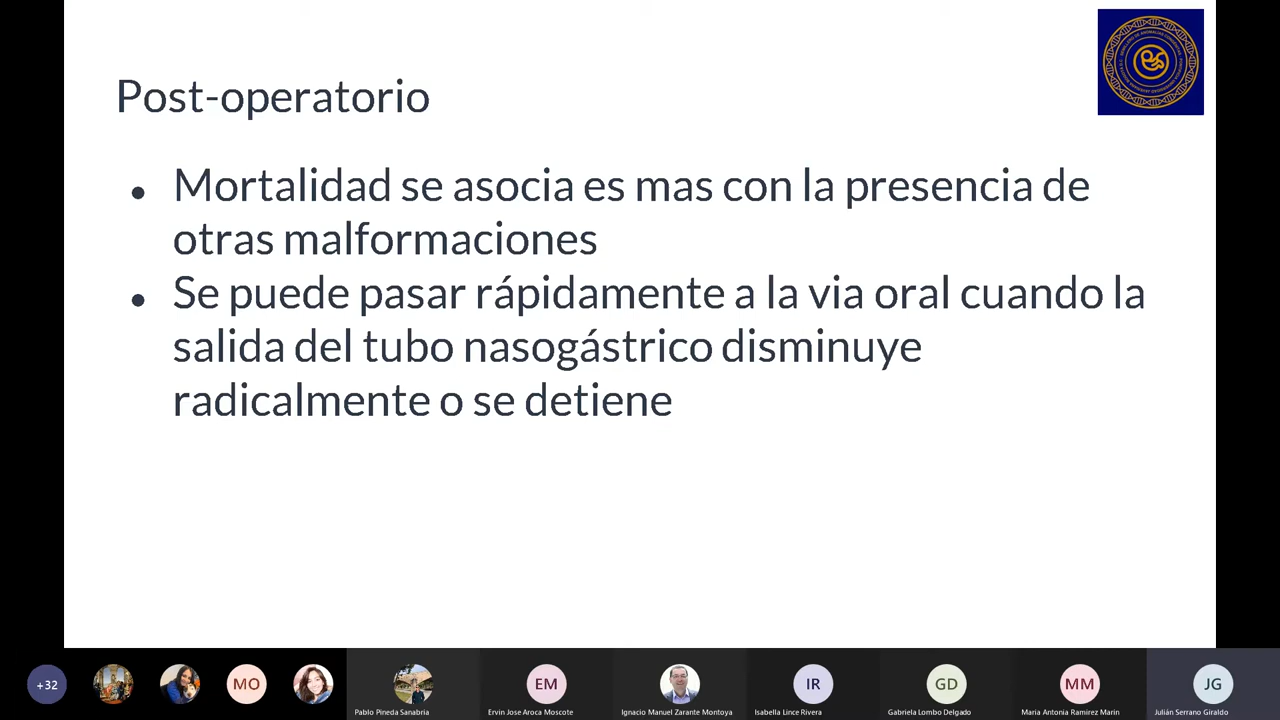 Post-operatorio
• Mortalidad se asocia es mas con la presencia de
otras malformaciones
• Se puede pasar rápidamente a la via oral cuando la
salida del tubo nasogástrico disminuye
radicalmente o se detiene
+32
MO
EM
IR
GD
MM
JG
Pablo Pineda Sanabria
Ervin Jose Aroca Moscote
Ignacio Manuel Zarante Montoya
Isabella Lince Rivera
Gabriela Lombo Delgado
Maria Antonia Ramirez Marin
Julián Serrano Giraldo